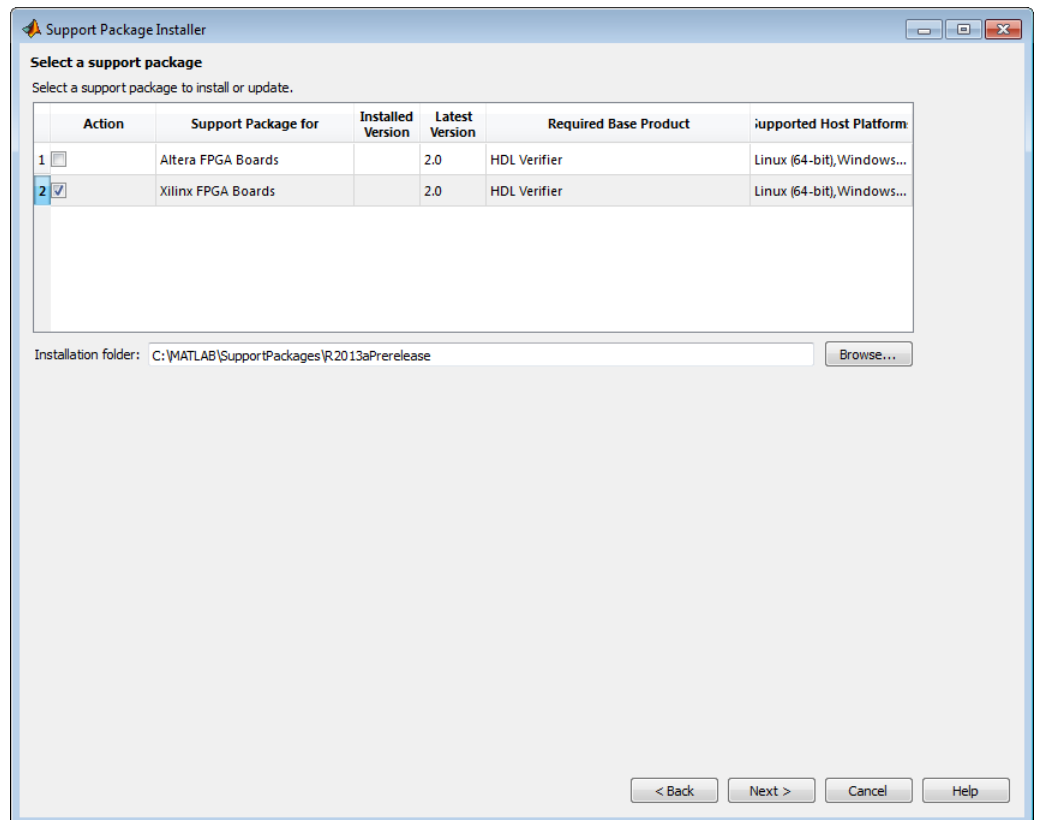 Support Package Installer
Select a support package
Select a support package to install or update.
Action Support Package for Installed Version Latest Version Required Base Product Supported Host Platforms
1 Altera FPGA Boards 2.0 HDL Verifier Linux (64-bit),Windows...
2 Xilinx FPGA Boards 2.0 HDL Verifier Linux (64-bit),Windows...
Installation folder: C:\MATLAB\SupportPackages\R2013aPrerelease Browse...
< Back Next > Cancel Help